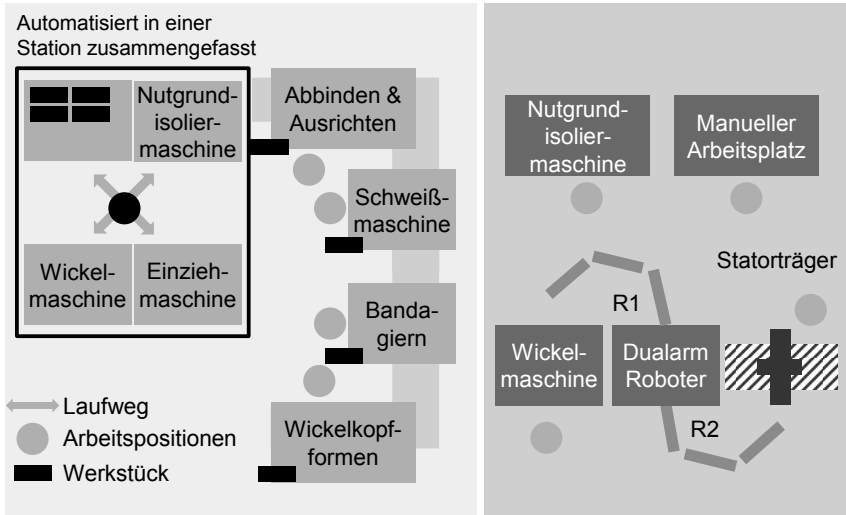 Automatisiert in einer
Station zusammengefasst
Nutgrund-
isolier-
maschine
Abbinden &
Ausrichten
Schweiß-
maschine
Wickel-
maschine
Einzieh-
maschine
Banda-
giern
Wickelkopf-
formen
Laufweg
Arbeitspositionen
Werkstück
Nutgrund-
isolier-
maschine
Manueller
Arbeitsplatz
Statorträger
R1
Wickel-
maschine
Dualarm
Roboter
R2